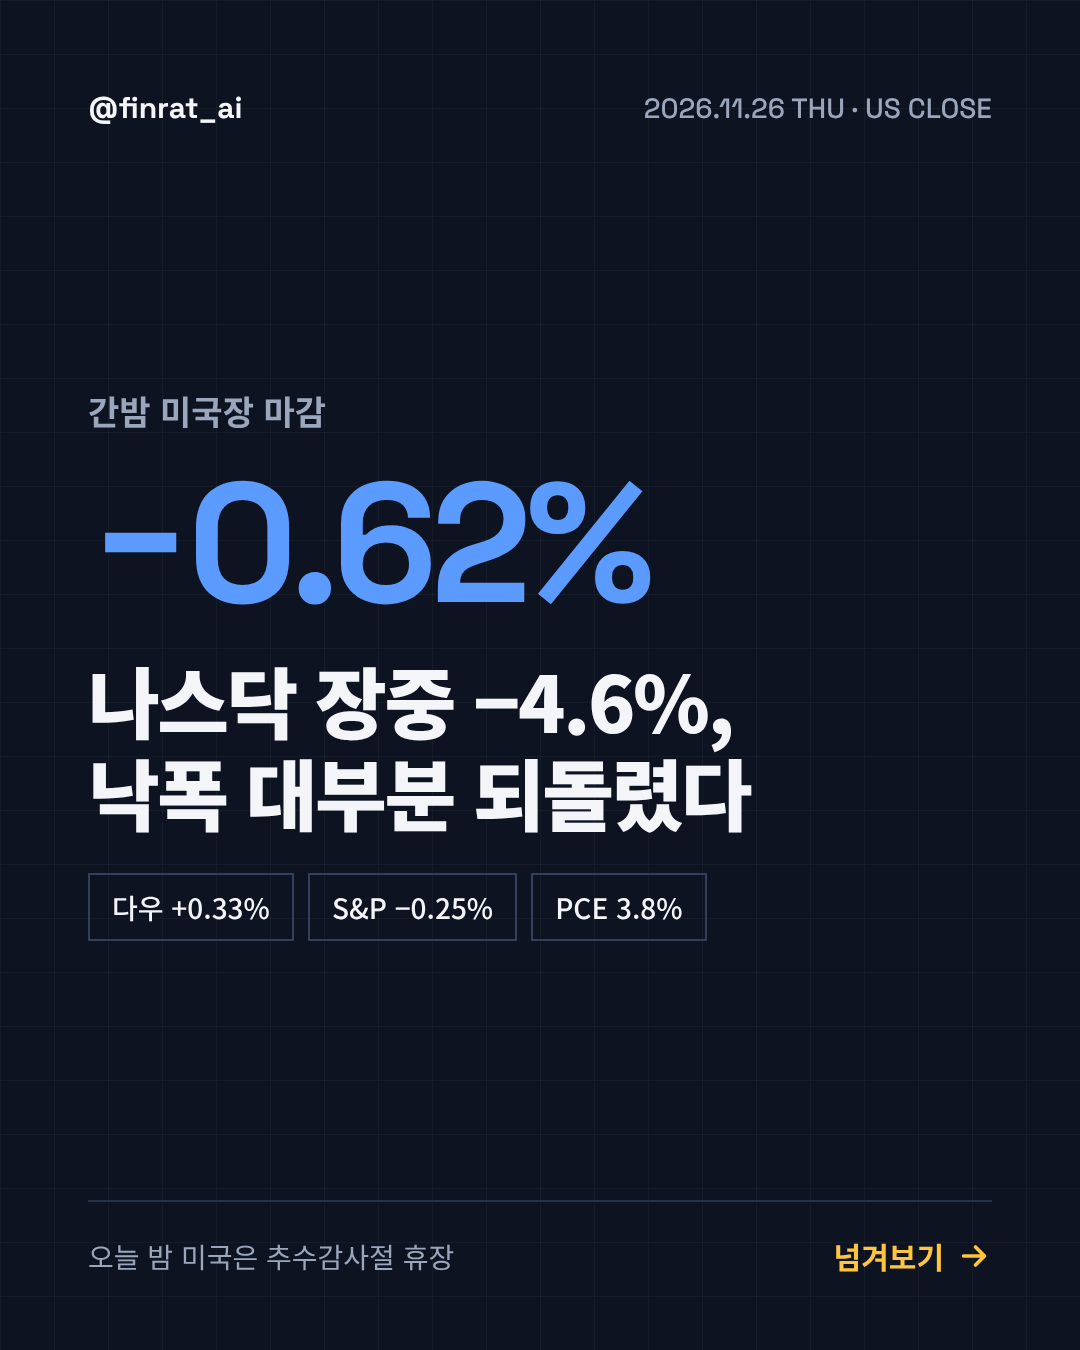 @finrat_ai
2026.11.26 THU · US CLOSE
간밤 미국장 마감
−0.62%
나스닥 장중 −4.6%,
낙폭 대부분 되돌렸다
다우 +0.33%
S&P −0.25%
PCE 3.8%
오늘 밤 미국은 추수감사절 휴장
넘겨보기 →